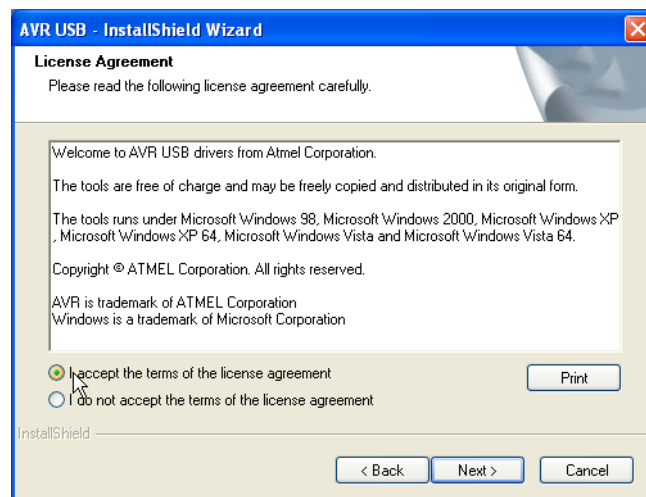 AVR USB - InstallShield Wizard
License Agreement
Please read the following license agreement carefully.
Welcome to AVR USB drivers from Atmel Corporation.
The tools are free of charge and may be freely copied and distributed in its original form.
The tools runs under Microsoft Windows 98, Microsoft Windows 2000, Microsoft Windows XP
, Microsoft Windows XP 64, Microsoft Windows Vista and Microsoft Windows Vista 64.
Copyright © ATMEL Corporation. All rights reserved.
AVR is trademark of ATMEL Corporation
Windows is a trademark of Microsoft Corporation
I accept the terms of the license agreement
Print
I do not accept the terms of the license agreement
InstallShield
< Back
Next >
Cancel